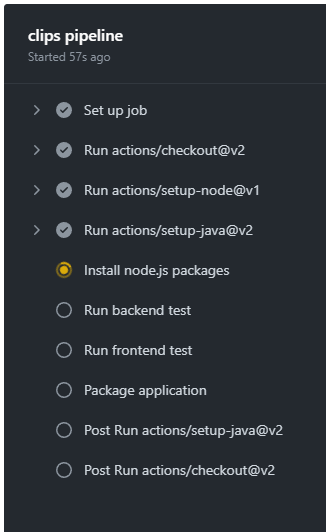 clips pipeline
Started 57s ago
Set up job
Run actions/checkout@v2
Run actions/setup-node@v1
Run actions/setup-java@v2
Install node.js packages
Run backend test
Run frontend test
Package application
Post Run actions/setup-java@v2
Post Run actions/checkout@v2